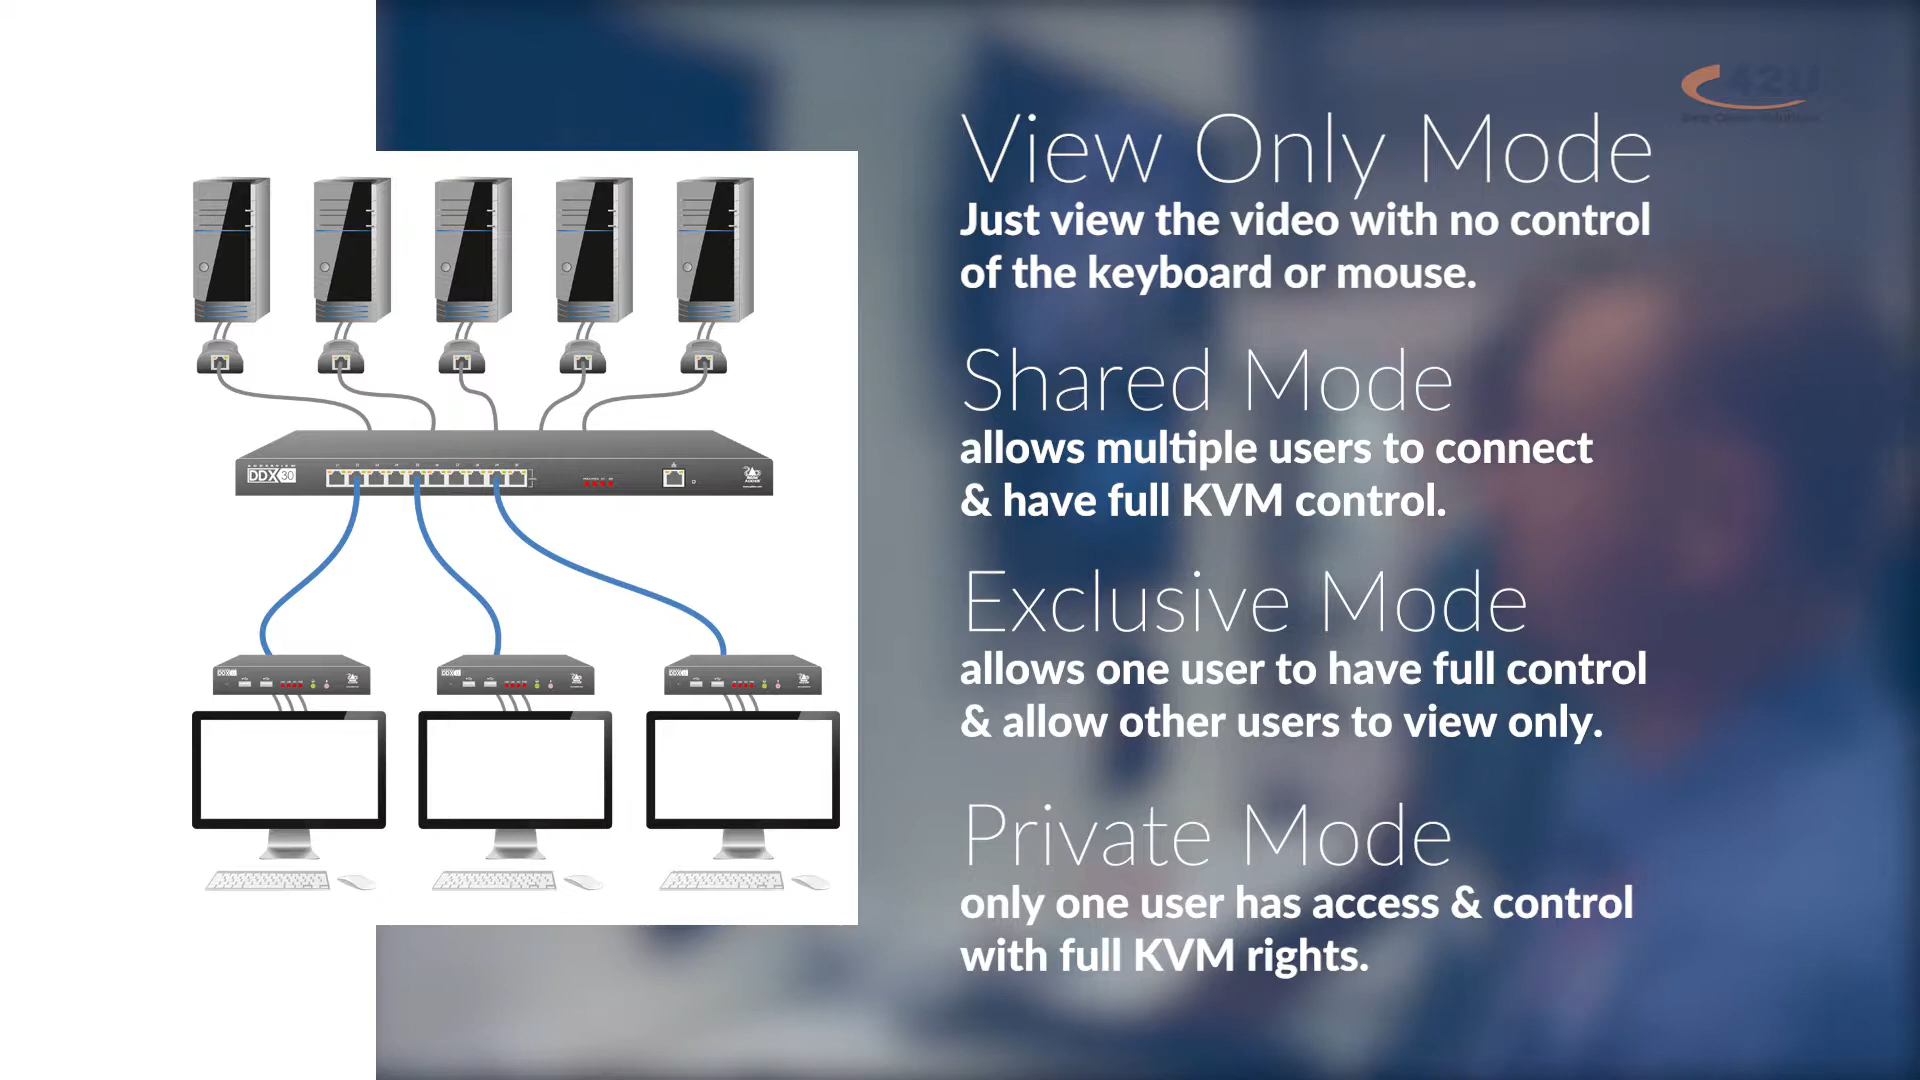 42U
View Only Mode
Just view the video with no control
of the keyboard or mouse.
Shared Mode
allows multiple users to connect
& have full KVM control.
Exclusive Mode
allows one user to have full control
& allow other users to view only.
Private Mode
only one user has access & control
with full KVM rights.
DDX30